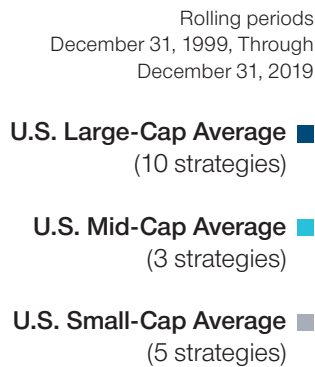 Rolling periods
December 31, 1999, Through
December 31, 2019
U.S. Large-Cap Average
(10 strategies)
U.S. Mid-Cap Average
(3 strategies)
U.S. Small-Cap Average
(5 strategies)